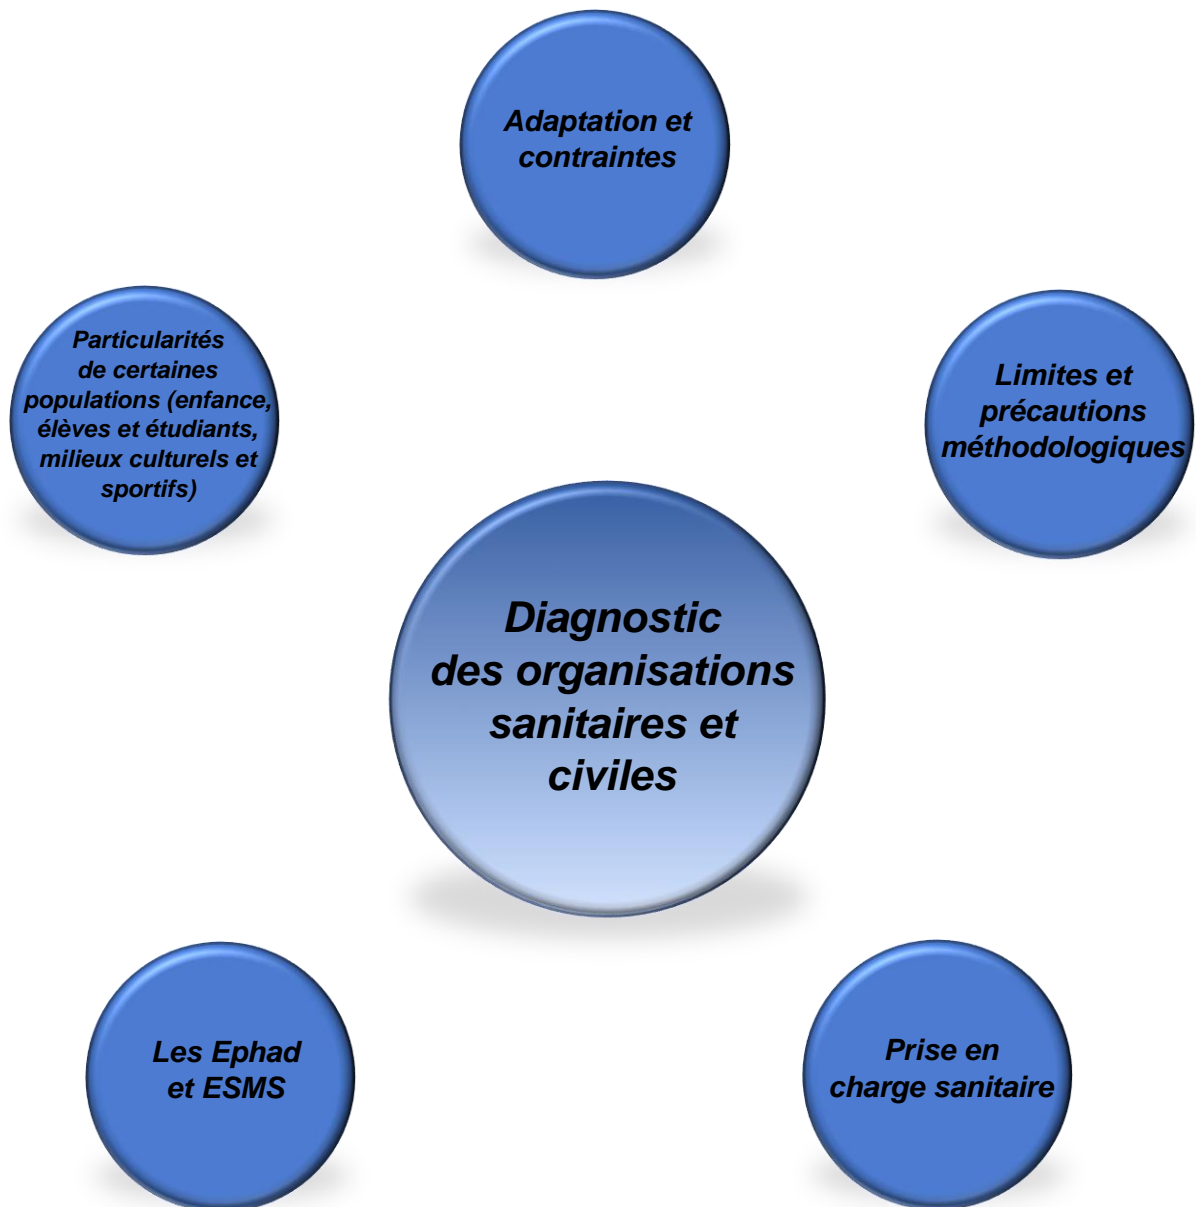 Adaptation et
contraintes
Particularités
de certaines
populations (enfance,
élèves et étudiants,
milieux culturels et
sportifs)
Limites et
précautions
méthodologiques
Diagnostic
des organisations
sanitaires et
civiles
Les Ephad
et ESMS
Prise en
charge sanitaire